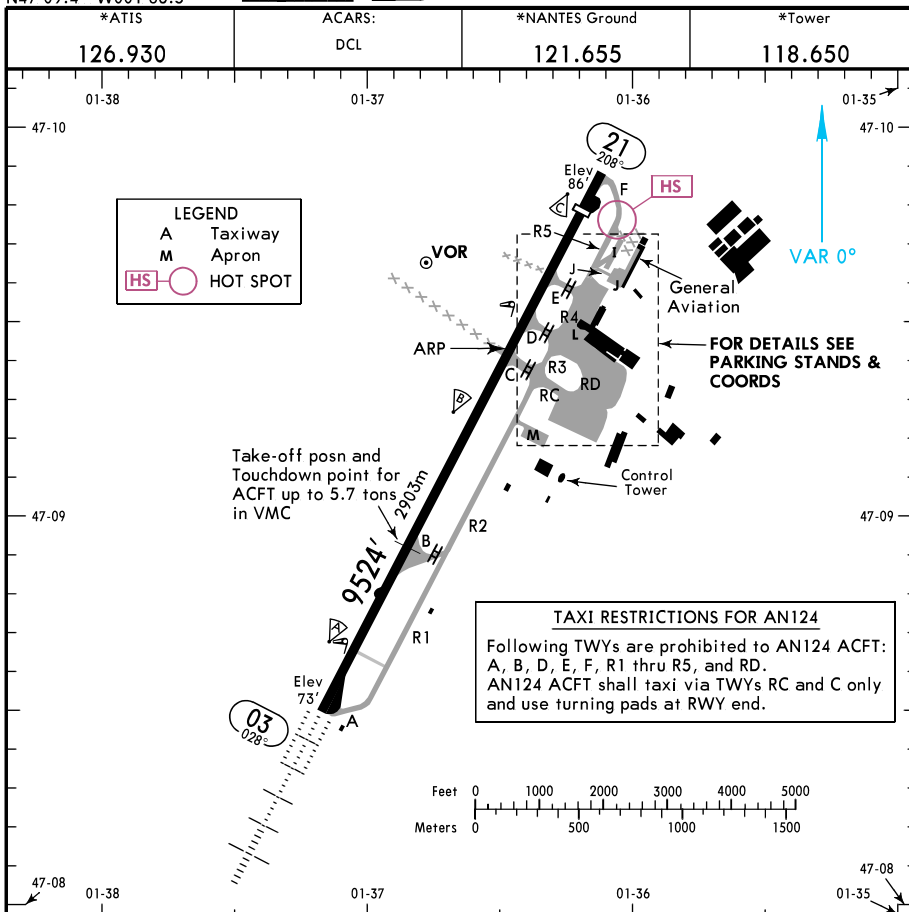 *ATIS
126.930
ACARS:
DCL
*NANTES Ground
121.655
*Tower
118.650
01-38
01-37
01-36
01-35
47-10
47-10
21
208°
Elev
86'
F
HS
C
LEGEND
A Taxiway
M Apron
HS HOT SPOT
R5
I
VOR
VAR 0°
J
J
General
Aviation
E
R4
L
D
ARP
FOR DETAILS SEE
PARKING STANDS &
COORDS
R3
C
RD
RC
B
M
Take-off posn and
Touchdown point for
ACFT up to 5.7 tons
in VMC
Control
Tower
2903m
47-09
47-09
R2
B
9524'
TAXI RESTRICTIONS FOR AN124
Following TWYs are prohibited to AN124 ACFT:
A, B, D, E, F, R1 thru R5, and RD.
AN124 ACFT shall taxi via TWYs RC and C only
and use turning pads at RWY end.
A
R1
Elev
73'
03
028°
A
Feet 0 1000 2000 3000 4000 5000
Meters 0 500 1000 1500
47-08
47-08
01-38
01-37
01-36
01-35